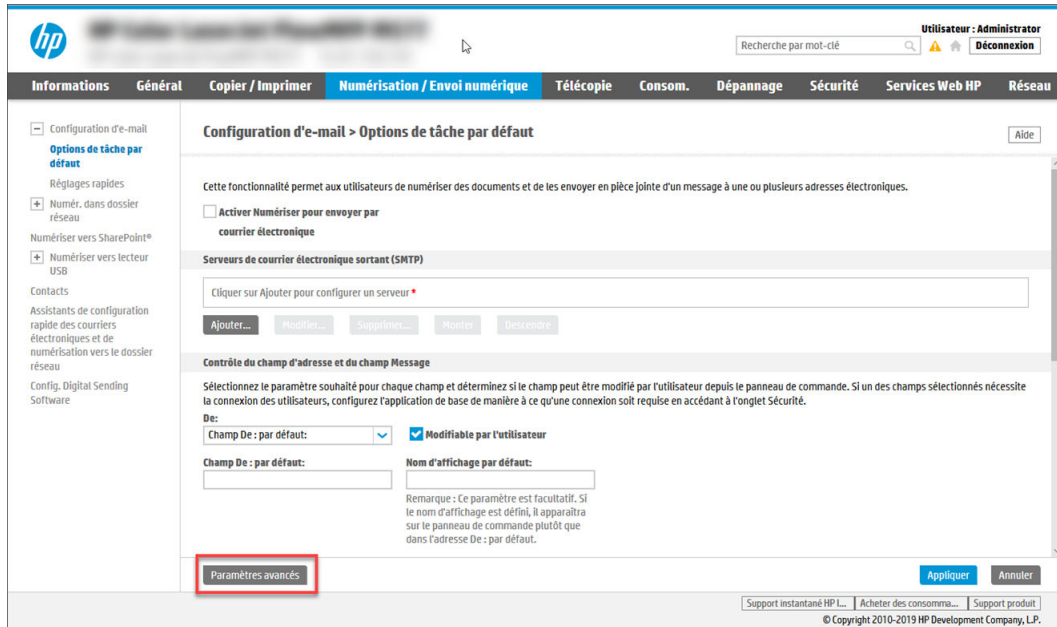 hp
Utilisateur : Administrator
Recherche par mot-clé
Déconnexion
Informations Général Copier / Imprimer Numérisation / Envoi numérique Télécopie Consom. Dépannage Sécurité Services Web HP Réseau
Configuration d'e-mail
Options de tâche par
défaut
Réglages rapides
Numér. dans dossier
réseau
Numériser vers SharePoint®
Numériser vers lecteur
USB
Contacts
Assistants de configuration
rapide des courriers
électroniques et de
numérisation vers le dossier
réseau
Config. Digital Sending
Software
Configuration d'e-mail > Options de tâche par défaut
Aide
Cette fonctionnalité permet aux utilisateurs de numériser des documents et de les envoyer en pièce jointe d'un message à une ou plusieurs adresses électroniques.
Activer Numériser pour envoyer par
courrier électronique
Serveurs de courrier électronique sortant (SMTP)
Cliquer sur Ajouter pour configurer un serveur *
Ajouter... Modifier... Supprimer... Monter Descendre
Contrôle du champ d'adresse et du champ Message
Sélectionnez le paramètre souhaité pour chaque champ et déterminez si le champ peut être modifié par l'utilisateur depuis le panneau de commande. Si un des champs sélectionnés nécessite
la connexion des utilisateurs, configurez l'application de base de manière à ce qu'une connexion soit requise en accédant à l'onglet Sécurité.
De:
Champ De : par défaut: Modifiable par l'utilisateur
Champ De : par défaut: Nom d'affichage par défaut:
Remarque : Ce paramètre est facultatif. Si
le nom d'affichage est défini, il apparaîtra
sur le panneau de commande plutôt que
dans l'adresse De : par défaut.
Paramètres avancés Appliquer Annuler
Support instantané HP I... Acheter des consomma... Support produit
© Copyright 2010-2019 HP Development Company, L.P.